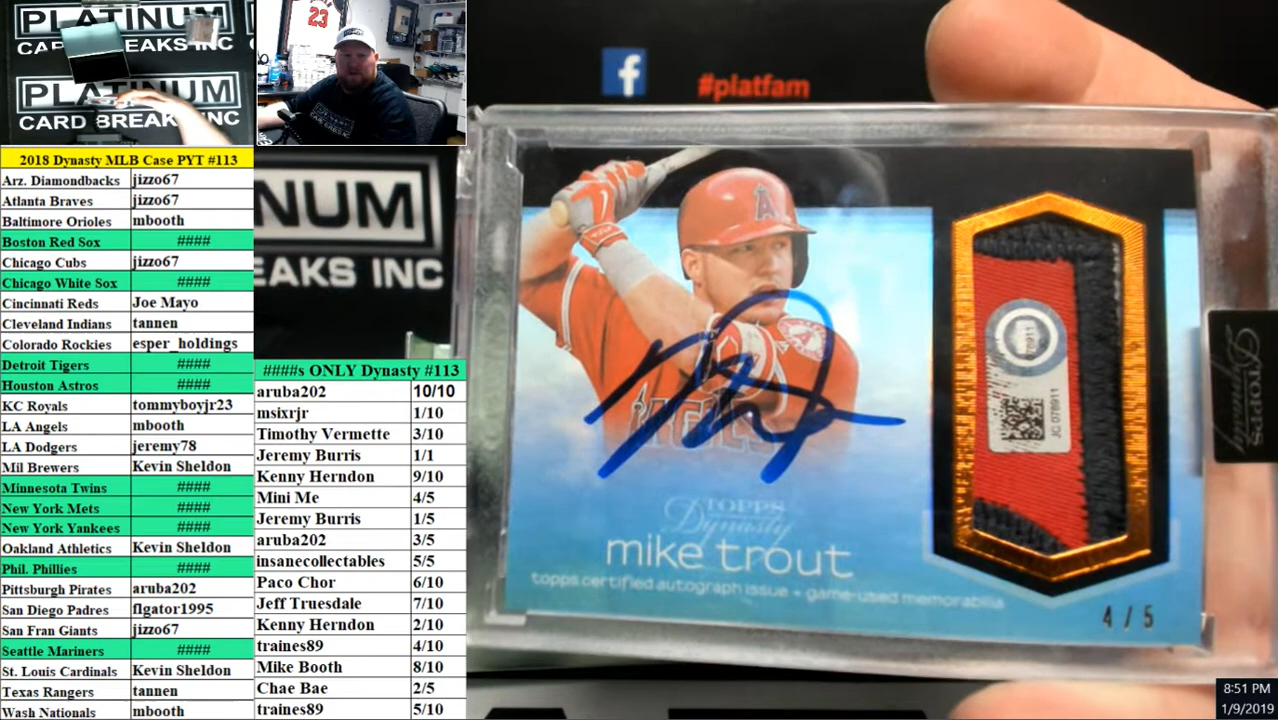 PLATINUM
CARD BREAKS INC
PLATINUM
CARD BREAKS INC
23
2018 Dynasty MLB Case PYT #113
Arz. Diamondbacks jizzo67
Atlanta Braves jizzo67
Baltimore Orioles mbooth
Boston Red Sox ####
Chicago Cubs jizzo67
Chicago White Sox ####
Cincinnati Reds Joe Mayo
Cleveland Indians tannen
Colorado Rockies esper_holdings
Detroit Tigers ####
Houston Astros ####
KC Royals tommyboyjr23
LA Angels mbooth
LA Dodgers jeremy78
Mil Brewers Kevin Sheldon
Minnesota Twins ####
New York Mets ####
New York Yankees ####
Oakland Athletics Kevin Sheldon
Phil. Phillies ####
Pittsburgh Pirates aruba202
San Diego Padres flgator1995
San Fran Giants jizzo67
Seattle Mariners ####
St. Louis Cardinals Kevin Sheldon
Texas Rangers tannen
Wash Nationals mbooth
NUM
EAKS INC
####s ONLY Dynasty #113
aruba202 10/10
msixrjr 1/10
Timothy Vermette 3/10
Jeremy Burris 1/1
Kenny Herndon 9/10
Mini Me 4/5
Jeremy Burris 1/5
aruba202 3/5
insanecollectables 5/5
Paco Chor 6/10
Jeff Truesdale 7/10
Kenny Herndon 2/10
traines89 4/10
Mike Booth 8/10
Chae Bae 2/5
traines89 5/10
f
#platfam
A
JC 078911
TOPPS
Dynasty
mike trout
topps certified autograph issue • game-used memorabilia
4 / 5
TOPPS
Dynasty
8:51 PM
1/9/2019